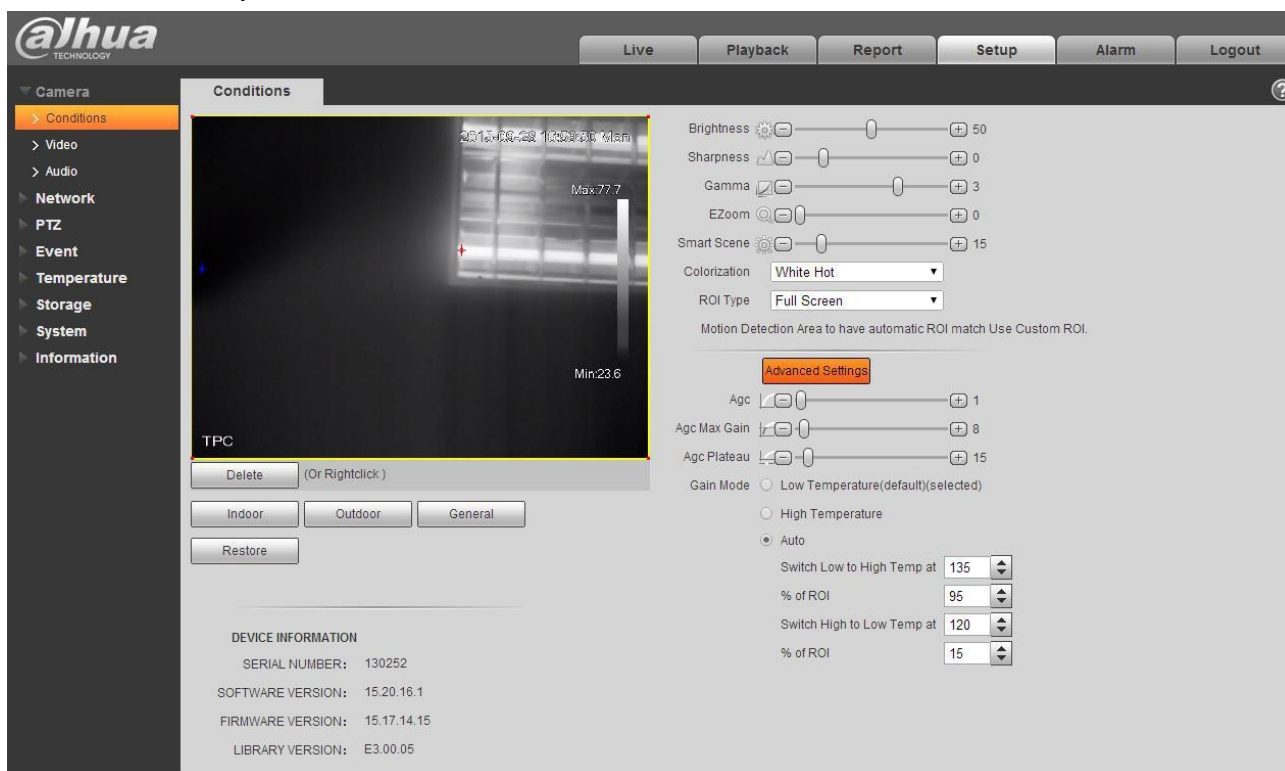 alhua
TECHNOLOGY
Live Playback Report Setup Alarm Logout
Camera
Conditions
Video
Audio
Network
PTZ
Event
Temperature
Storage
System
Information
Conditions
Max:77.7
Min:23.6
TPC
Delete (Or Rightclick )
Indoor Outdoor General
Restore
DEVICE INFORMATION
SERIAL NUMBER: 130252
SOFTWARE VERSION: 15.20.16.1
FIRMWARE VERSION: 15.17.14.15
LIBRARY VERSION: E3.00.05
Brightness 50
Sharpness 0
Gamma 3
EZoom 0
Smart Scene 15
Colorization White Hot
ROI Type Full Screen
Motion Detection Area to have automatic ROI match Use Custom ROI.
Advanced Settings
Agc 1
Agc Max Gain 8
Agc Plateau 15
Gain Mode Low Temperature(default)(selected)
High Temperature
Auto
Switch Low to High Temp at 135
% of ROI 95
Switch High to Low Temp at 120
% of ROI 15